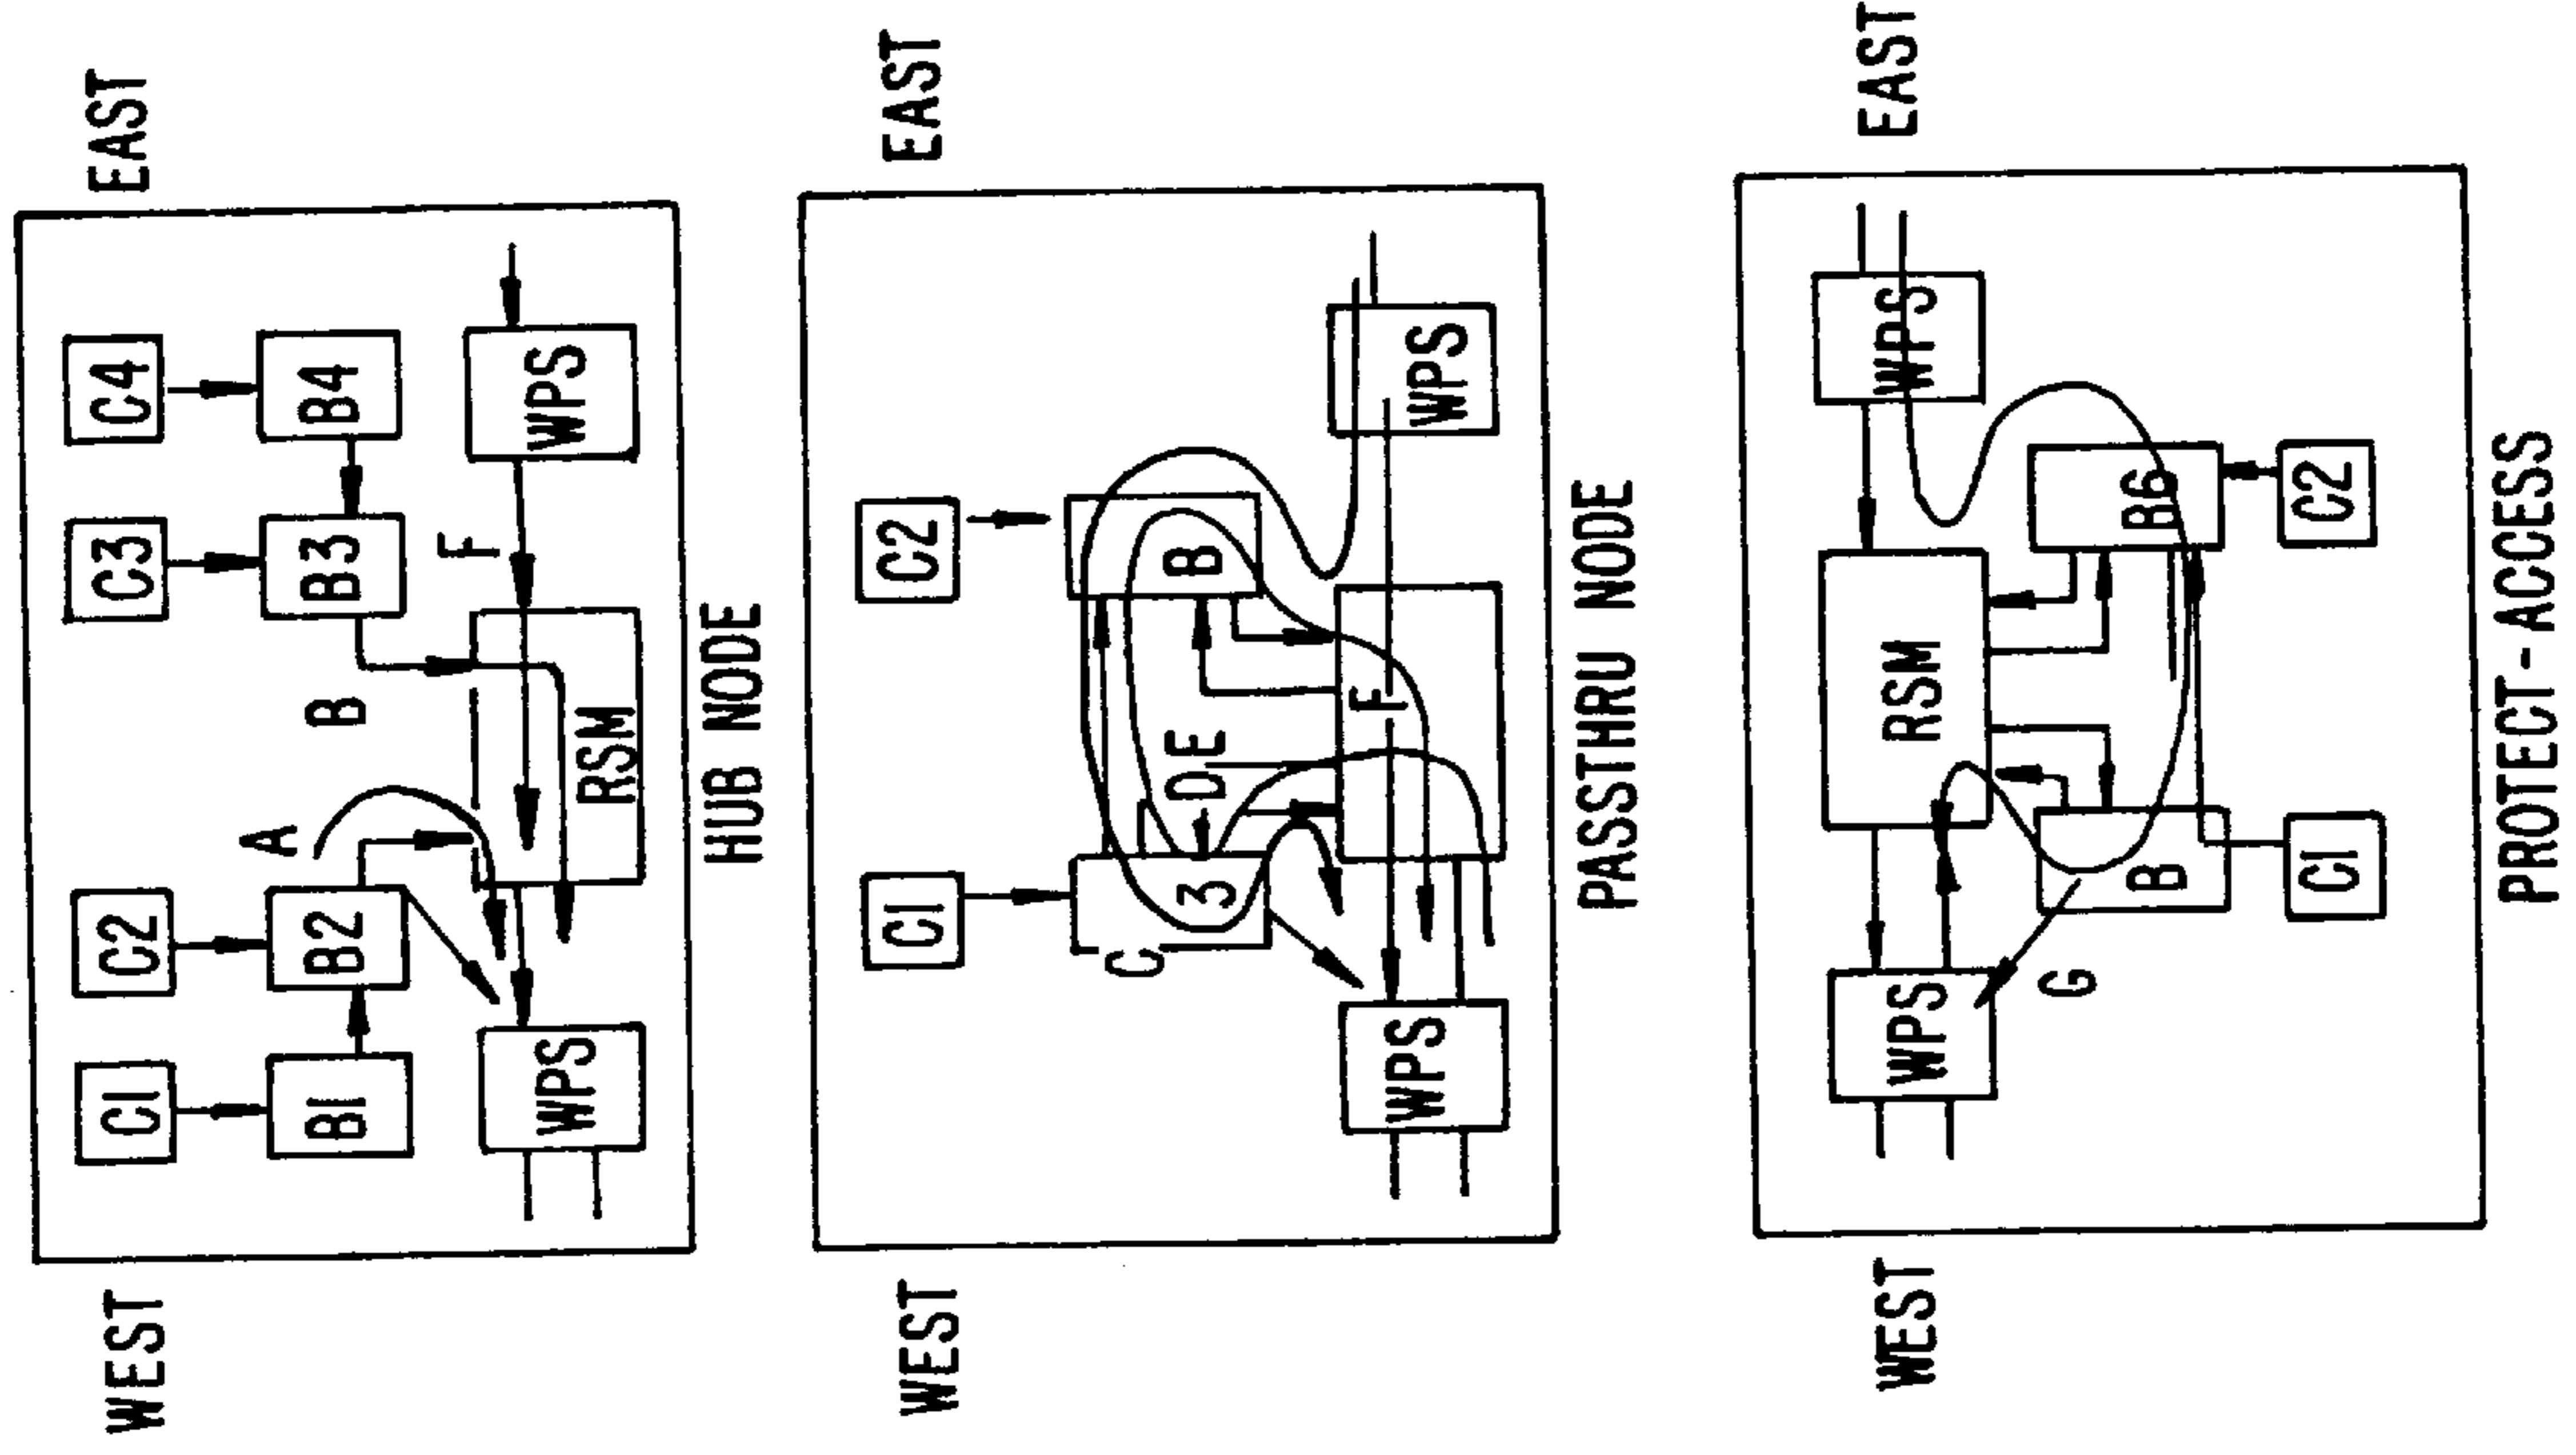 WEST
EAST
C1
C2
C3
C4
B1
B2
B3
B4
A
B
F
WPS
RSM
WPS
HUB NODE
WEST
EAST
C1
C2
C
3
B
D E
F
WPS
WPS
PASSTHRU NODE
WEST
EAST
WPS
RSM
WPS
G
B
B6
C1
C2
PROTECT-ACCESS